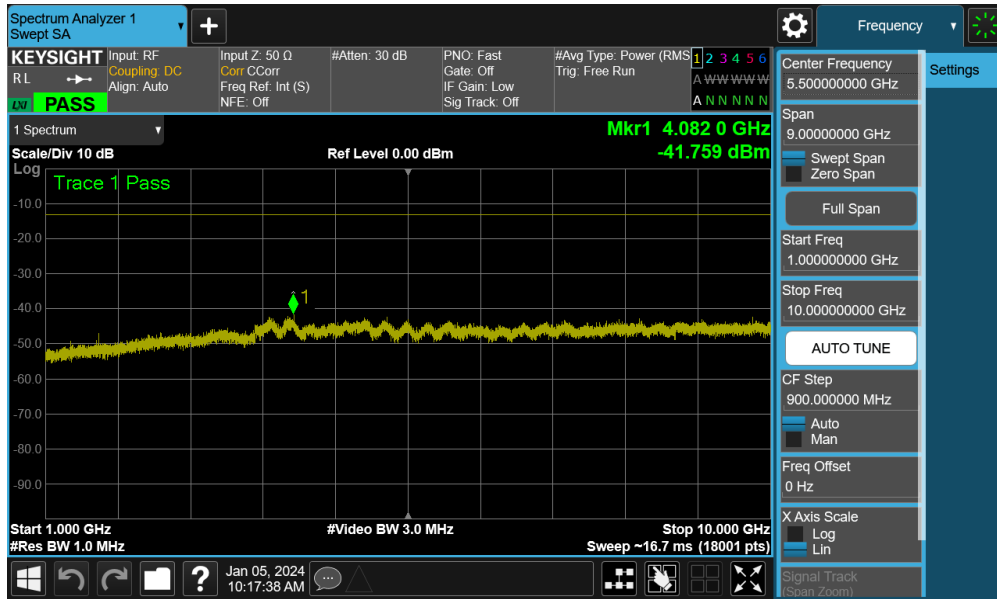 Spectrum Analyzer 1
Swept SA
+
Frequency
KEYSIGHT
RL
LNI PASS
Input: RF
Coupling: DC
Align: Auto
Input Z: 50 Ω
Corr CCorr
Freq Ref: Int (S)
NFE: Off
#Atten: 30 dB
PNO: Fast
Gate: Off
IF Gain: Low
Sig Track: Off
#Avg Type: Power (RMS
Trig: Free Run
1 2 3 4 5 6
A W W W W W
A N N N N N
1 Spectrum
Mkr1 4.082 0 GHz
-41.759 dBm
Scale/Div 10 dB
Ref Level 0.00 dBm
Log
Trace 1 Pass
-10.0
-20.0
-30.0
1
-40.0
-50.0
-60.0
-70.0
-80.0
-90.0
Start 1.000 GHz
#Video BW 3.0 MHz
Stop 10.000 GHz
#Res BW 1.0 MHz
Sweep ~16.7 ms (18001 pts)
?
Jan 05, 2024
10:17:38 AM
Center Frequency
5.500000000 GHz
Span
9.00000000 GHz
Swept Span
Zero Span
Full Span
Start Freq
1.000000000 GHz
Stop Freq
10.000000000 GHz
AUTO TUNE
CF Step
900.000000 MHz
Auto
Man
Freq Offset
0 Hz
X Axis Scale
Log
Lin
Signal Track
(Span Zoom)
Settings